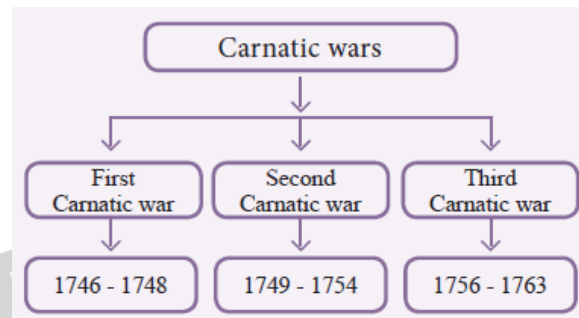 Carnatic wars
First
Carnatic war
Second
Carnatic war
Third
Carnatic war
1746 - 1748
1749 - 1754
1756 - 1763